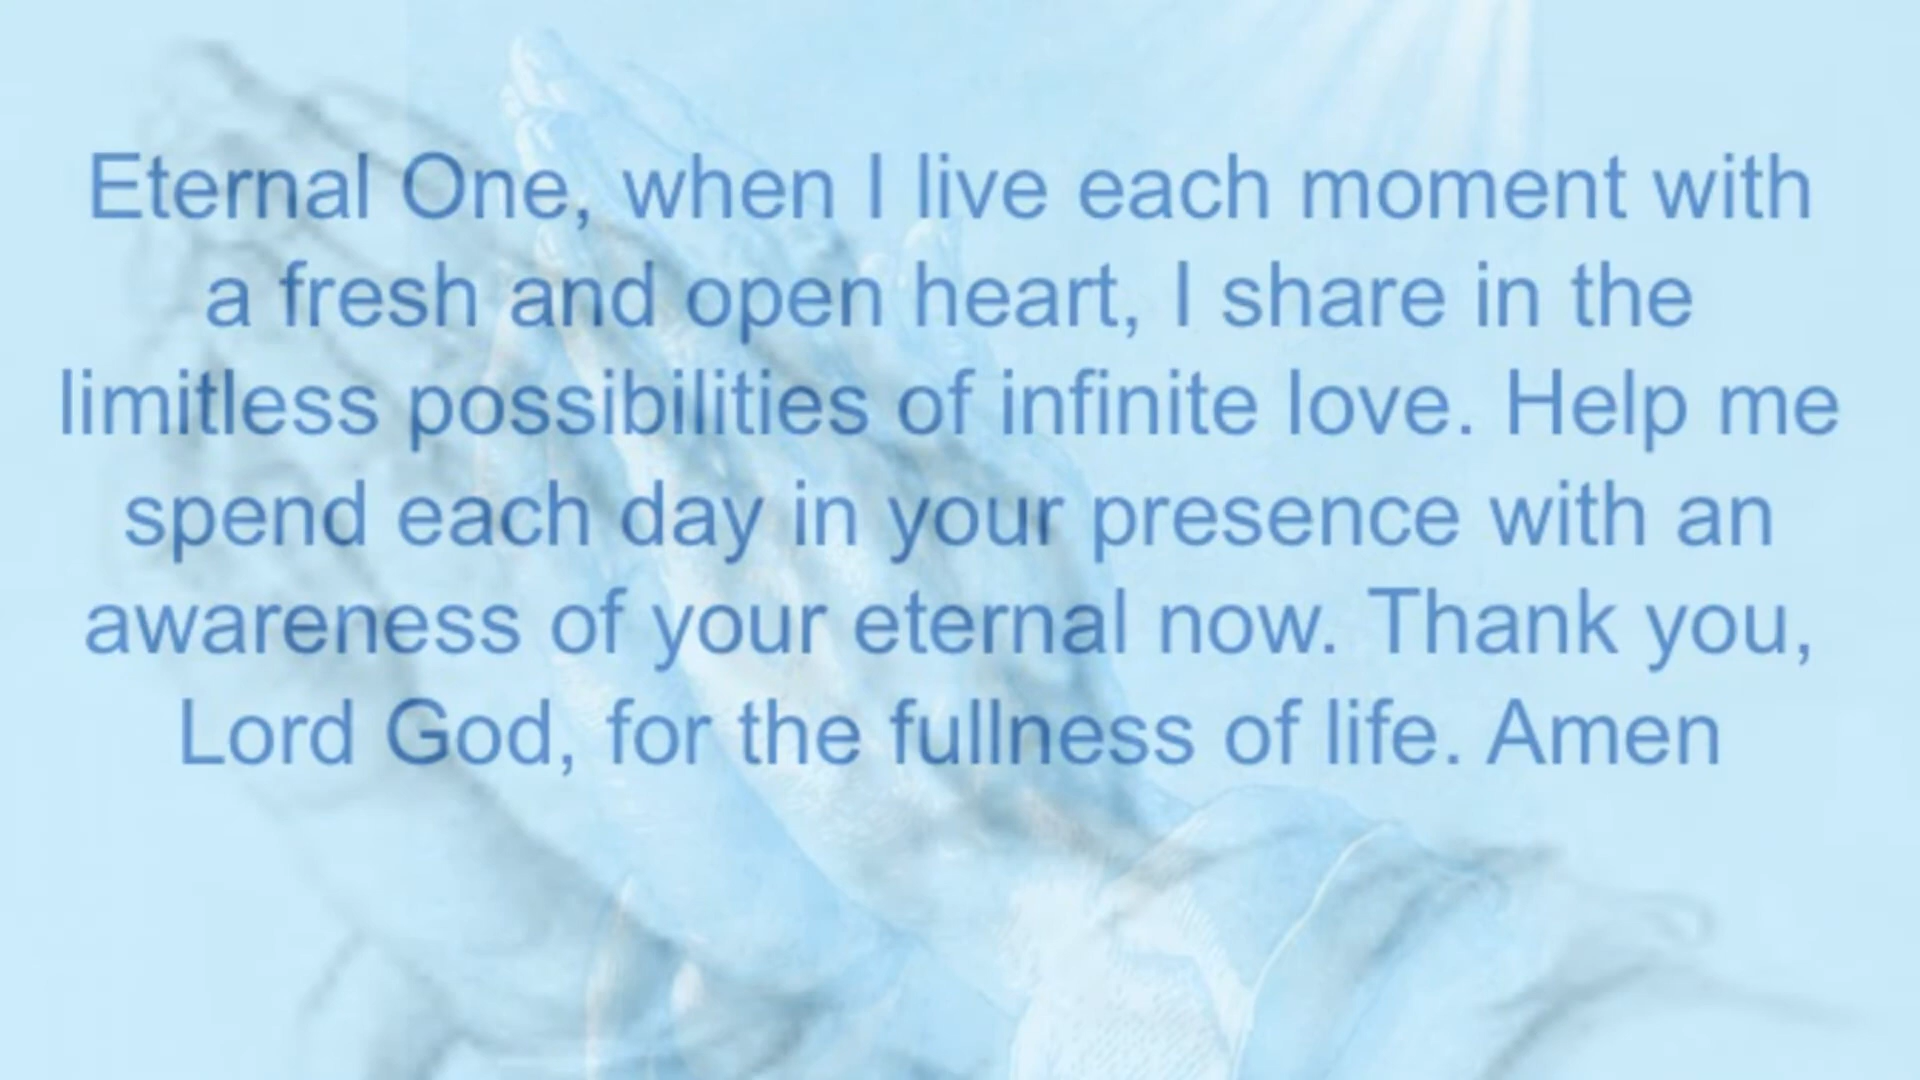 Eternal One, when I live each moment with
a fresh and open heart, I share in the
limitless possibilities of infinite love. Help me
spend each day in your presence with an
awareness of your eternal now. Thank you,
Lord God, for the fullness of life. Amen